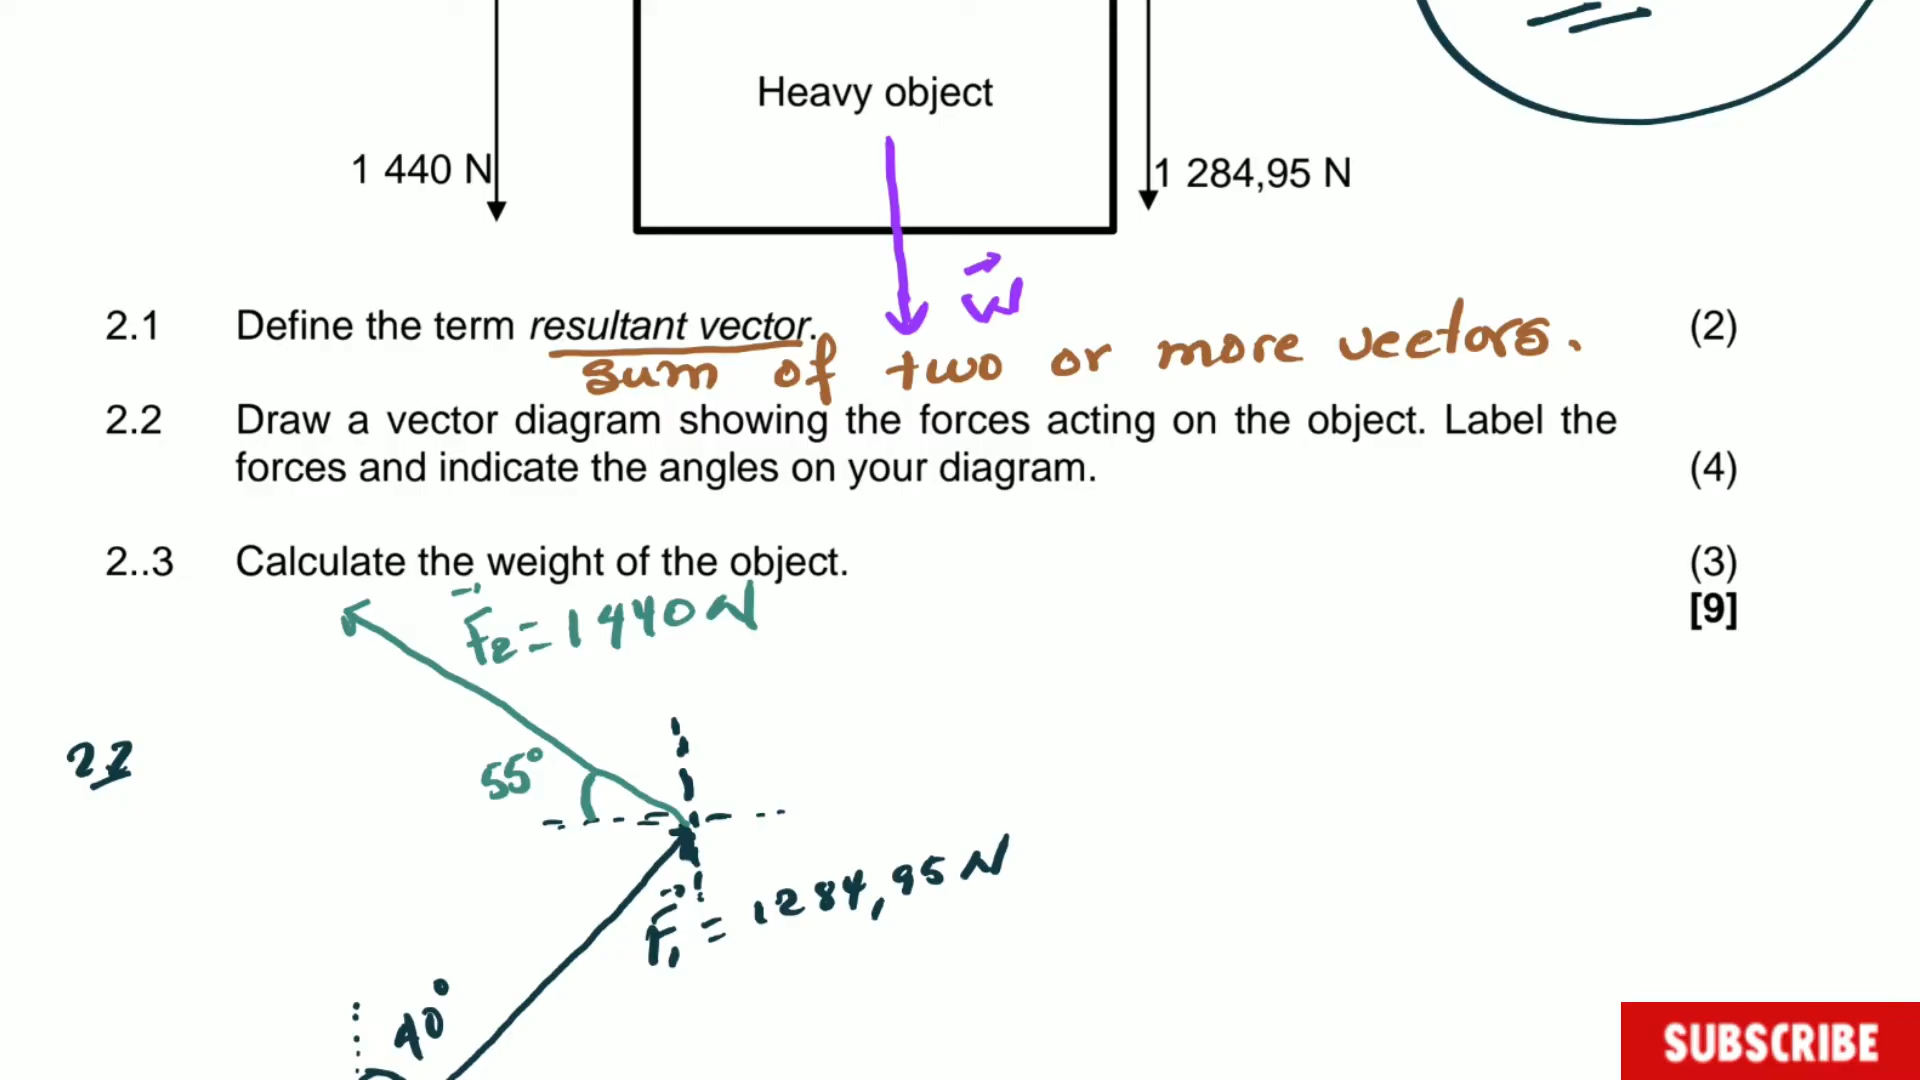 Heavy object
1 440 N
1 284,95 N
w
2.1 Define the term resultant vector. (2)
sum of two or more vectors.
2.2 Draw a vector diagram showing the forces acting on the object. Label the
forces and indicate the angles on your diagram. (4)
2..3 Calculate the weight of the object. (3)
[9]
F2 = 1440 N
22
55°
F1 = 1284,95 N
40°
SUBSCRIBE